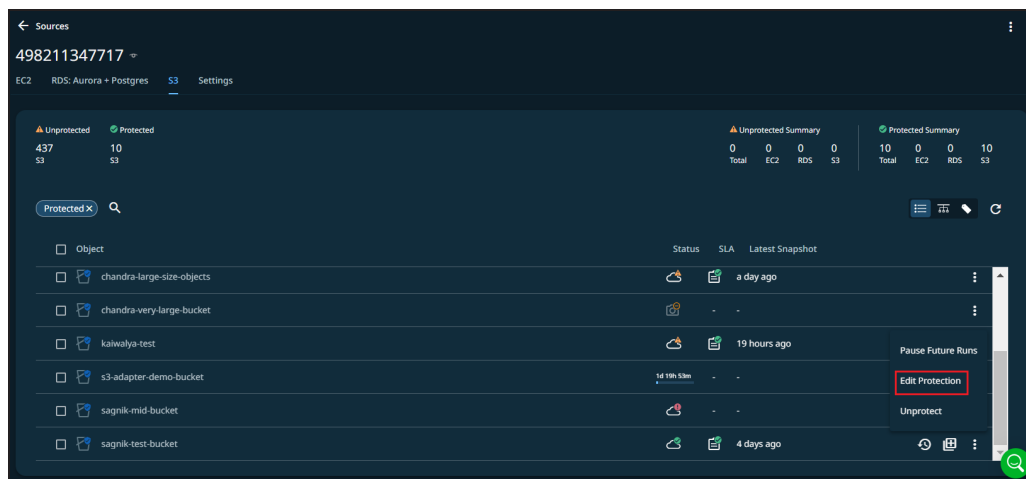 Sources
498211347717
EC2 RDS: Aurora + Postgres S3 Settings
Unprotected Protected Unprotected Summary Protected Summary
437 10 0 0 0 0 10 0 0 10
S3 S3 Total EC2 RDS S3 Total EC2 RDS S3
Protected
Object Status SLA Latest Snapshot
chandra-large-size-objects a day ago
chandra-very-large-bucket - -
kaiwalya-test 19 hours ago
Pause Future Runs
s3-adapter-demo-bucket 1d 19h 53m - -
Edit Protection
sagnik-mid-bucket - -
Unprotect
sagnik-test-bucket 4 days ago